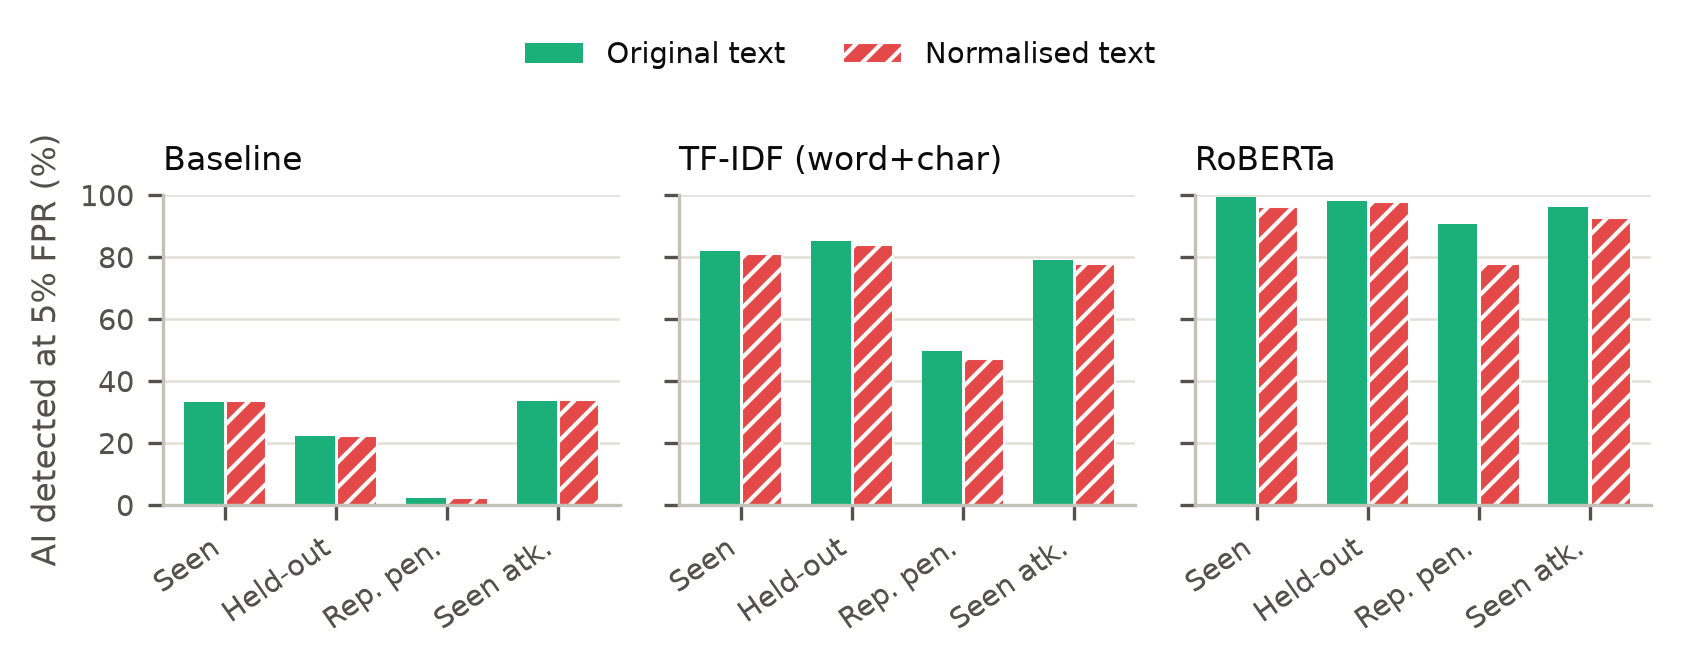 Original text
Normalised text
AI detected at 5% FPR (%)
Baseline
TF-IDF (word+char)
RoBERTa
100
80
60
40
20
0
Seen
Held-out
Rep. pen.
Seen atk.
Seen
Held-out
Rep. pen.
Seen atk.
Seen
Held-out
Rep. pen.
Seen atk.